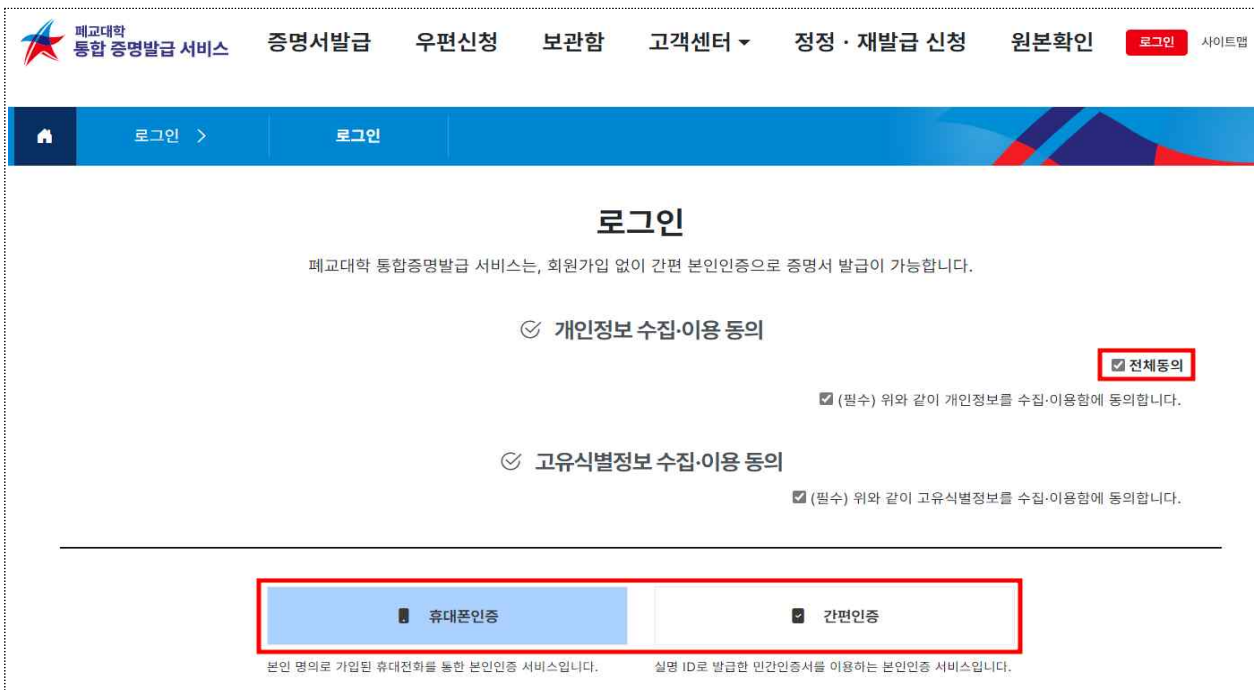 폐교대학
통합 증명발급 서비스
증명서발급 우편신청 보관함 고객센터 정정 · 재발급 신청 원본확인 로그인 사이트맵
로그인 > 로그인
로그인
폐교대학 통합증명발급 서비스는, 회원가입 없이 간편 본인인증으로 증명서 발급이 가능합니다.
개인정보 수집·이용 동의
전체동의
(필수) 위와 같이 개인정보를 수집·이용함에 동의합니다.
고유식별정보 수집·이용 동의
(필수) 위와 같이 고유식별정보를 수집·이용함에 동의합니다.
휴대폰인증 간편인증
본인 명의로 가입된 휴대전화를 통한 본인인증 서비스입니다. 실명 ID로 발급한 민간인증서를 이용하는 본인인증 서비스입니다.